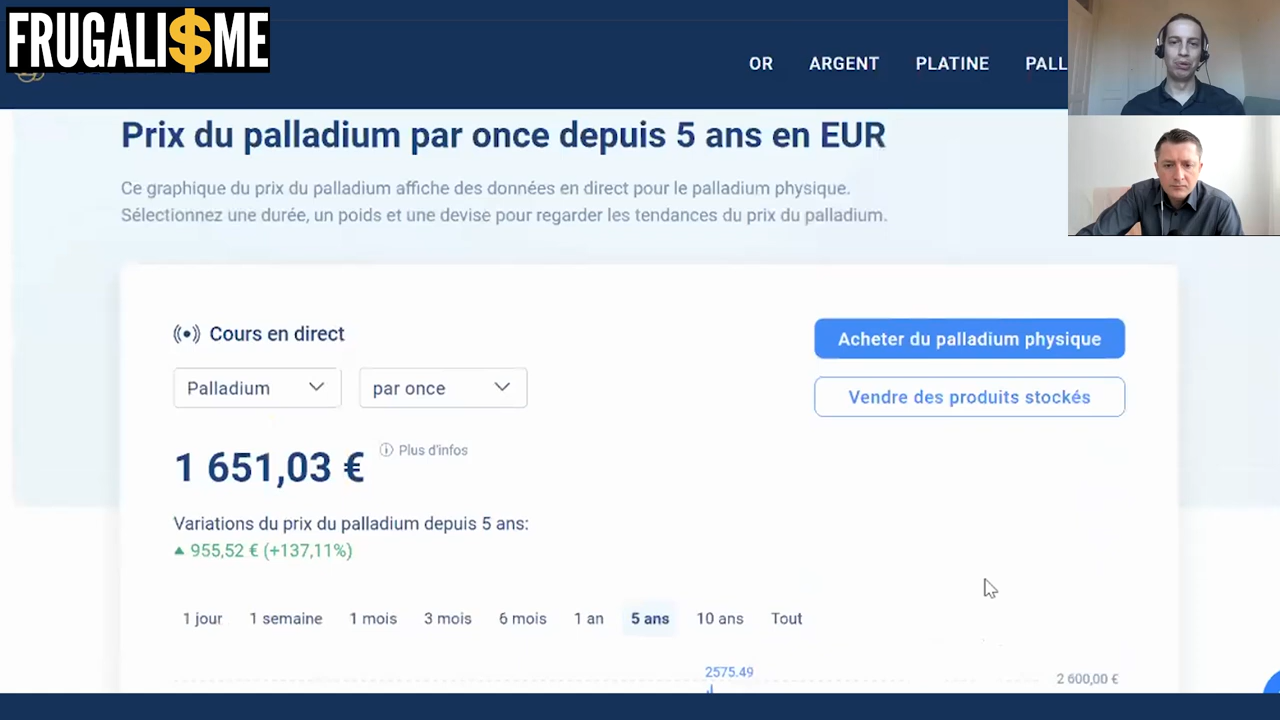 FRUGALI$ME
OR ARGENT PLATINE PALL
Prix du palladium par once depuis 5 ans en EUR
Ce graphique du prix du palladium affiche des données en direct pour le palladium physique.
Sélectionnez une durée, un poids et une devise pour regarder les tendances du prix du palladium.
Cours en direct
Acheter du palladium physique
Palladium par once
Vendre des produits stockés
1 651,03 € Plus d'infos
Variations du prix du palladium depuis 5 ans:
955,52 € (+137,11%)
1 jour 1 semaine 1 mois 3 mois 6 mois 1 an 5 ans 10 ans Tout
2575.49
2 600,00 €